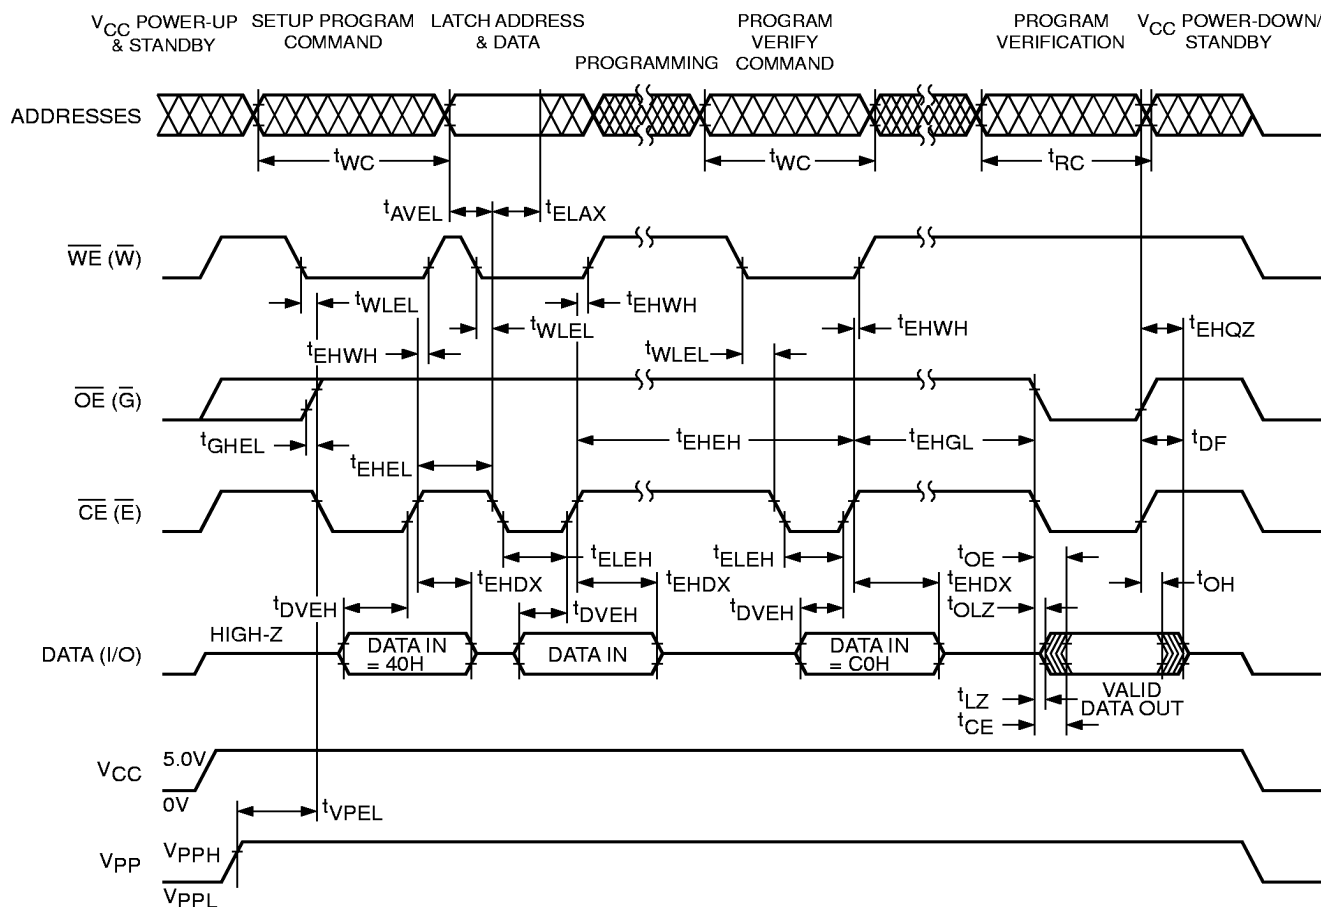 VCC POWER-UP
& STANDBY
SETUP PROGRAM
COMMAND
LATCH ADDRESS
& DATA
PROGRAMMING
PROGRAM
VERIFY
COMMAND
PROGRAM
VERIFICATION
VCC POWER-DOWN/
STANDBY
ADDRESSES
tWC
tWC
tRC
tAVEL
tELAX
WE (W)
tWLEL
tEHWH
tWLEL
tEHWH
tEHWH
tWLEL
tEHQZ
OE (G)
tGHEL
tEHEL
tEHEH
tEHGL
tDF
CE (E)
tELEH
tELEH
tOE
tEHDX
tEHDX
tEHDX
tOH
tDVEH
tDVEH
tDVEH
tOLZ
DATA (I/O)
HIGH-Z
DATA IN
= 40H
DATA IN
DATA IN
= C0H
VALID
DATA OUT
tLZ
tCE
VCC
5.0V
0V
tVPEL
VPP
VPPH
VPPL